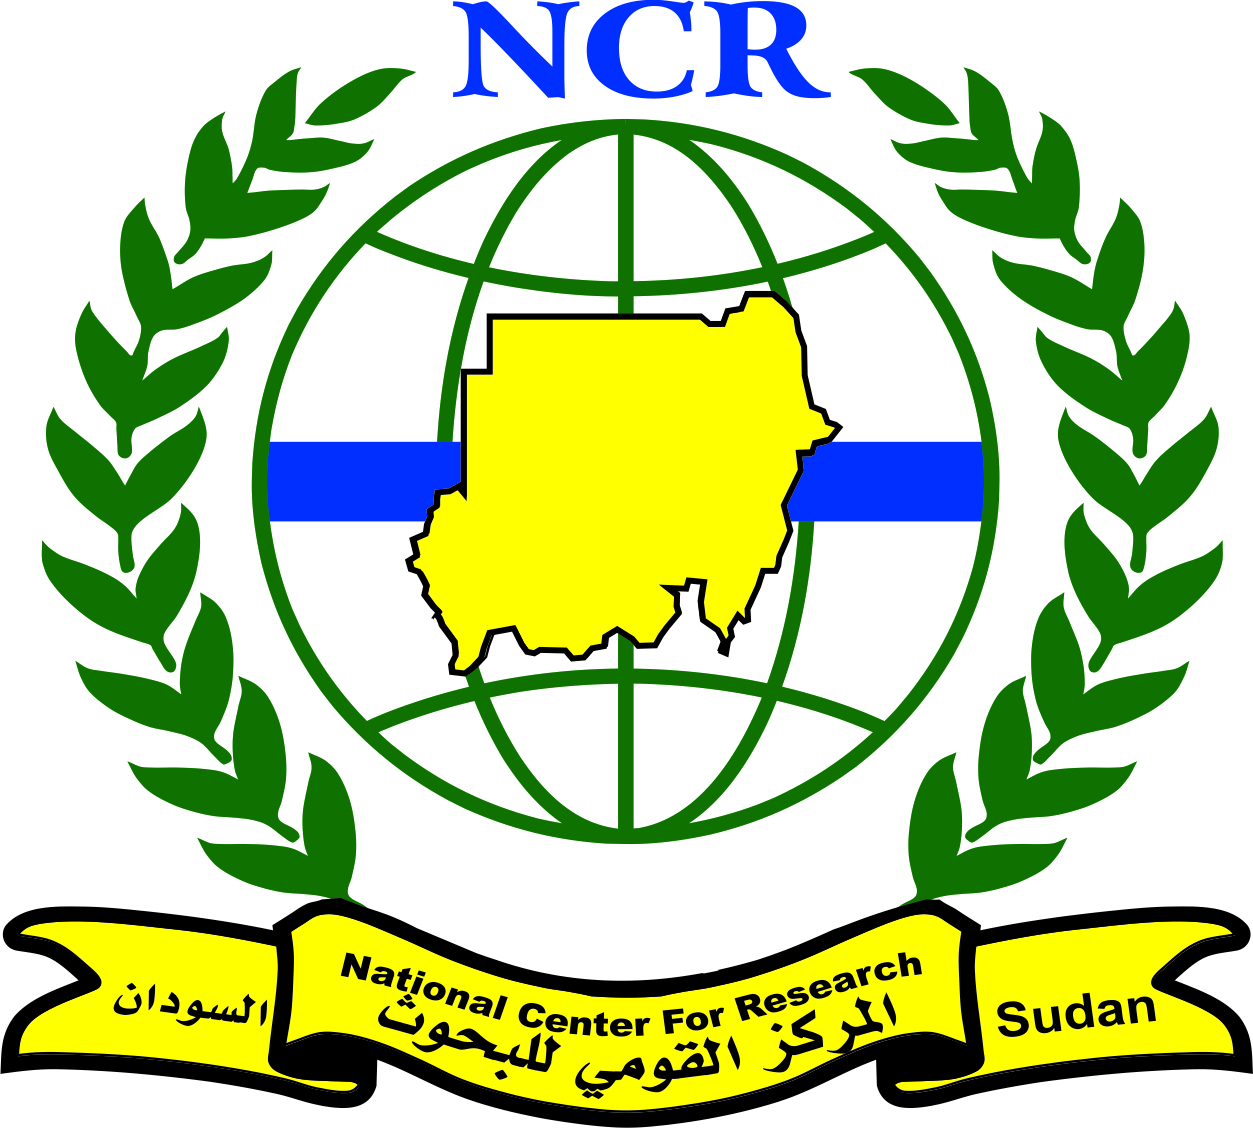 NCR
National Center For Research
المركز القومي للبحوث
السودان
Sudan